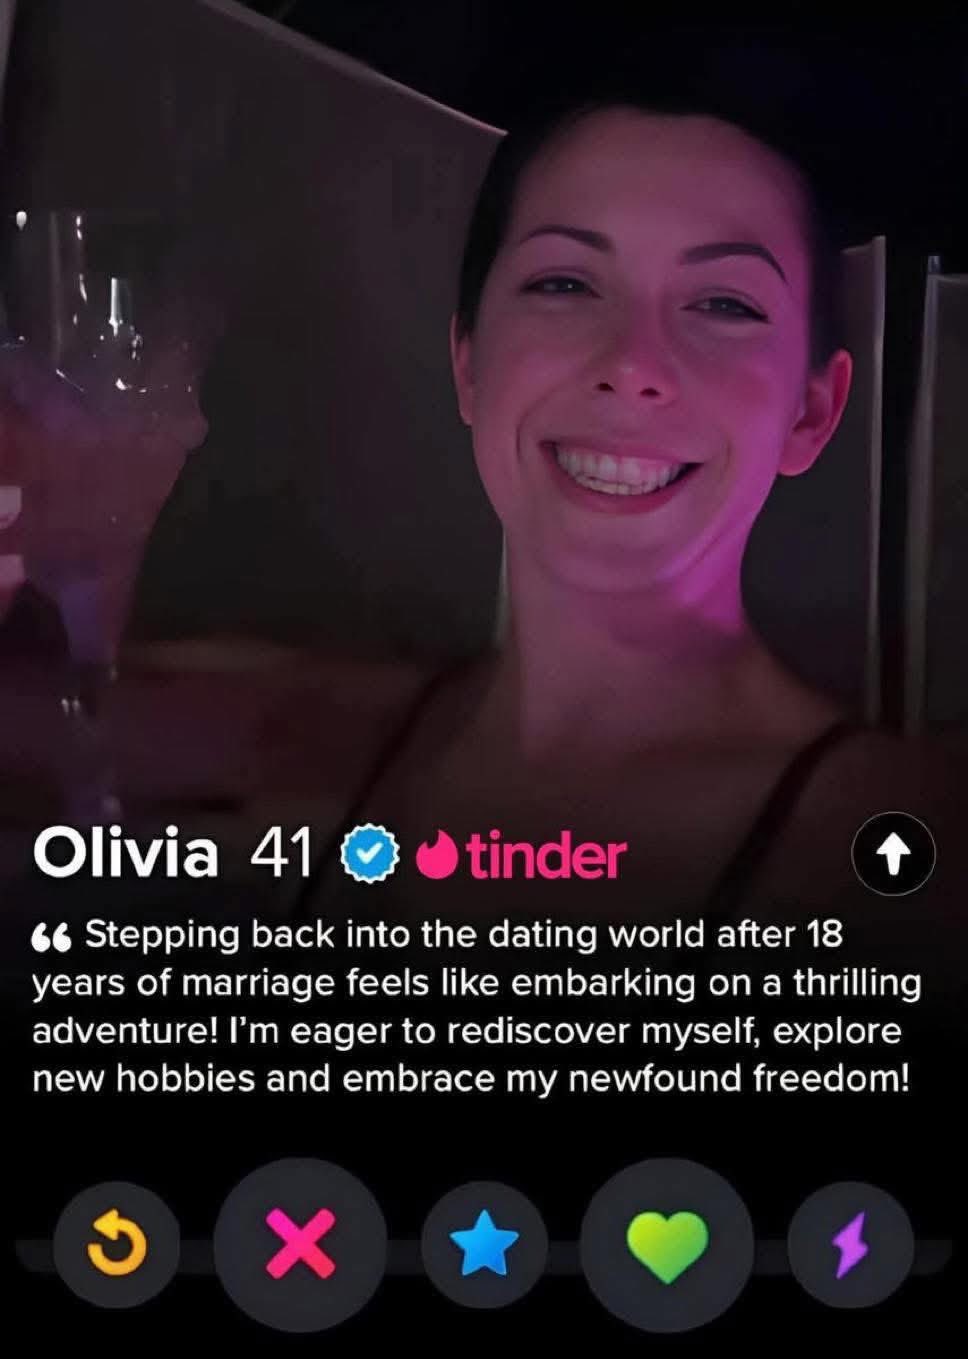 Olivia 41 tinder
“ Stepping back into the dating world after 18
years of marriage feels like embarking on a thrilling
adventure! I'm eager to rediscover myself, explore
new hobbies and embrace my newfound freedom!